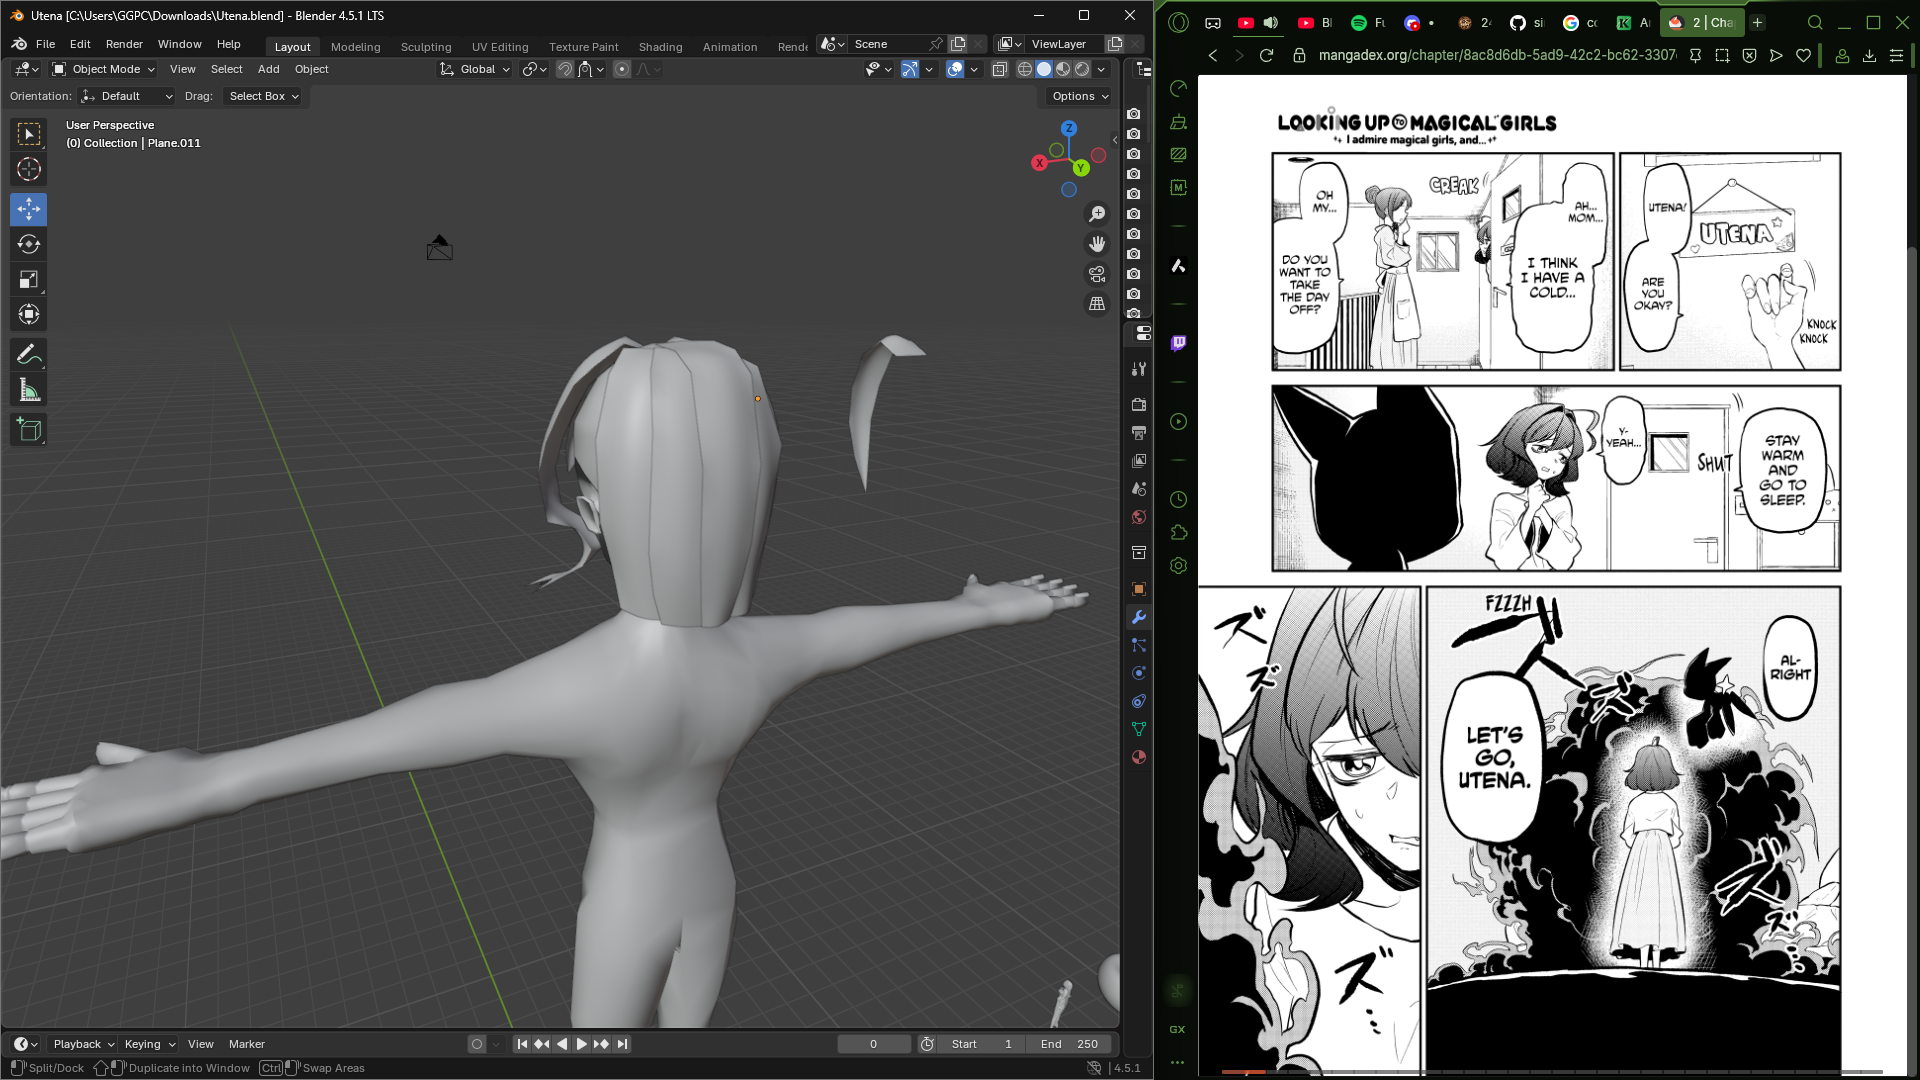 Utena [C:\Users\GGPC\Downloads\Utena.blend] - Blender 4.5.1 LTS
File Edit Render Window Help
Layout Modeling Sculpting UV Editing Texture Paint Shading Animation Rende
Scene
ViewLayer
Object Mode View Select Add Object
Global
Orientation: Default Drag: Select Box
Options
User Perspective
(0) Collection | Plane.011
Z
X
Y
Playback Keying View Marker
0
Start 1
End 250
Split/Dock
Duplicate into Window
Ctrl Swap Areas
4.5.1
2 | Cha
mangadex.org/chapter/8ac8d6db-5ad9-42c2-bc62-3307
GX
LOOKING UP TO MAGICAL GIRLS
I admire magical girls, and...
UTENA!
UTENA
ARE
YOU
OKAY?
KNOCK
KNOCK
CREAK
AH...
MOM...
I THINK
I HAVE A
COLD...
OH
MY...
DO YOU
WANT TO
TAKE
THE DAY
OFF?
STAY
WARM
AND
GO TO
SLEEP.
SHUT
Y-
YEAH...
FZZZH
AL-
RIGHT
LET'S
GO,
UTENA.
ズ
ズ
ズ
ズ
ズ